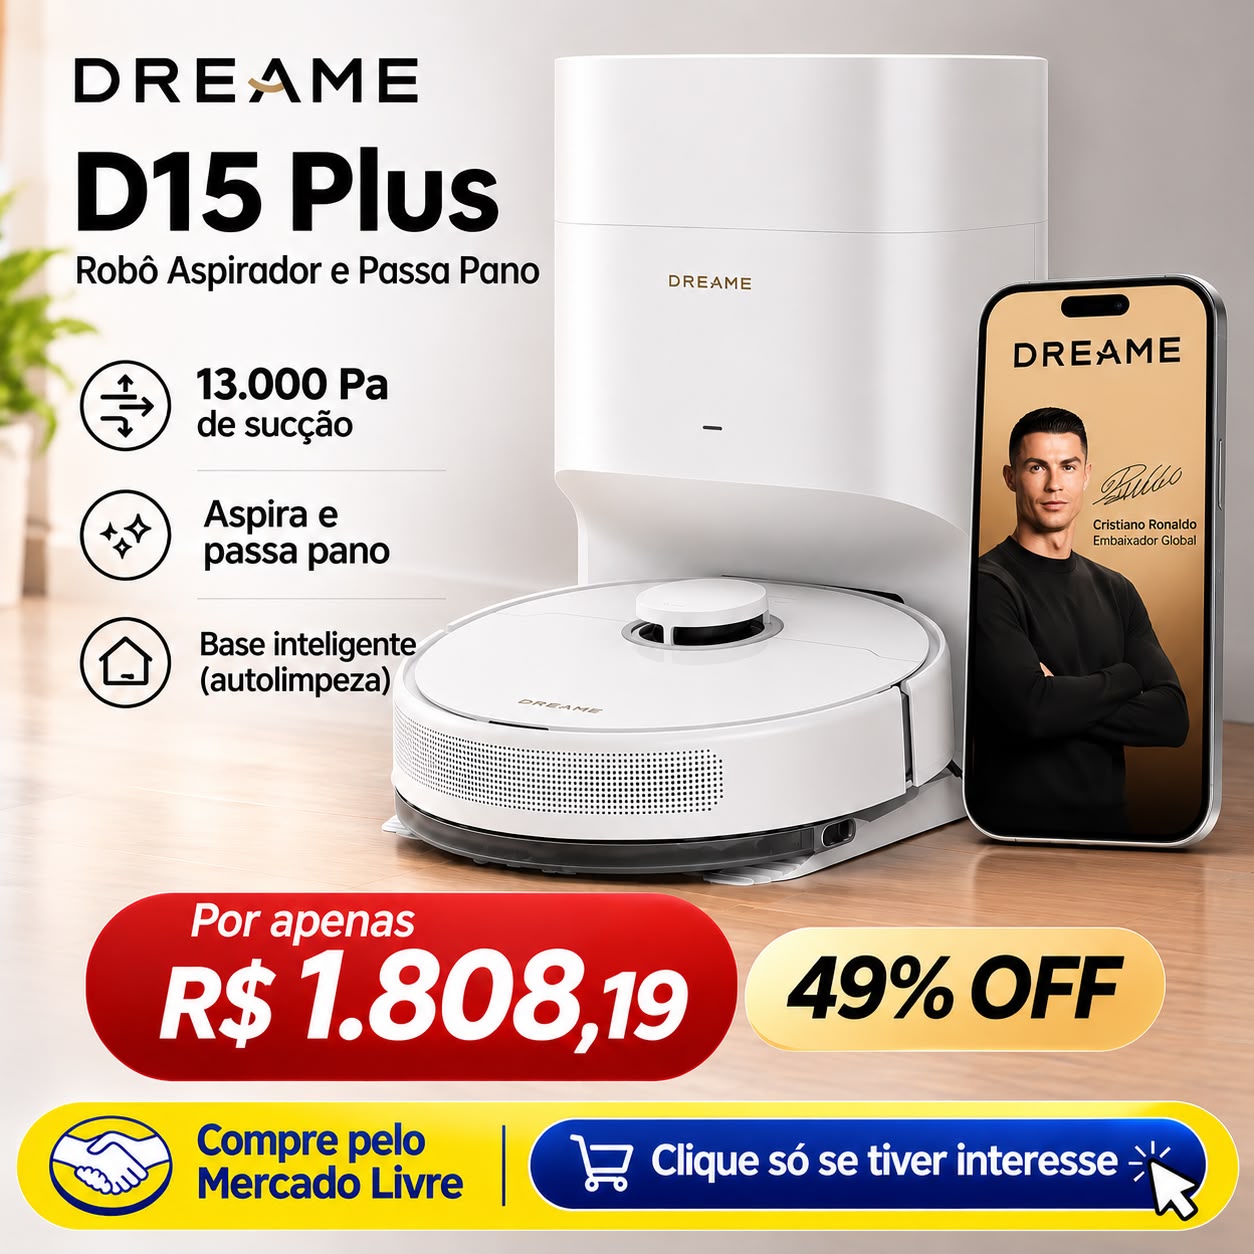 DREAME
D15 Plus
Robô Aspirador e Passa Pano
13.000 Pa
de sucção
Aspira e
passa pano
Base inteligente
(autolimpeza)
DREAME
DREAME
DREAME
Cristiano Ronaldo
Embaixador Global
Por apenas
R$ 1.808,19
49% OFF
Compre pelo
Mercado Livre
Clique só se tiver interesse